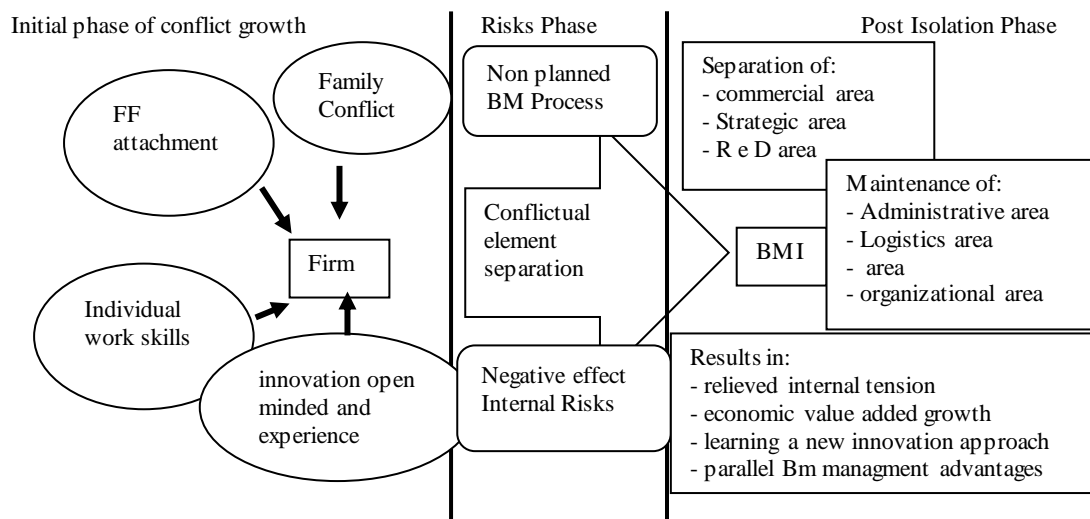 Initial phase of conflict growth
Risks Phase
Post Isolation Phase
FF
attachment
Family
Conflict
Firm
Individual
work skills
innovation open
minded and
experience
Non planned
BM Process
Conflictual
element
separation
Negative effect
Internal Risks
Separation of:
- commercial area
- Strategic area
- R e D area
Maintenance of:
- Administrative area
- Logistics area
- area
- organizational area
BMI
Results in:
- relieved internal tension
- economic value added growth
- learning a new innovation approach
- parallel Bm managment advantages